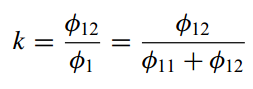 k = ϕ12/ϕ1 = ϕ12/(ϕ11 + ϕ12)